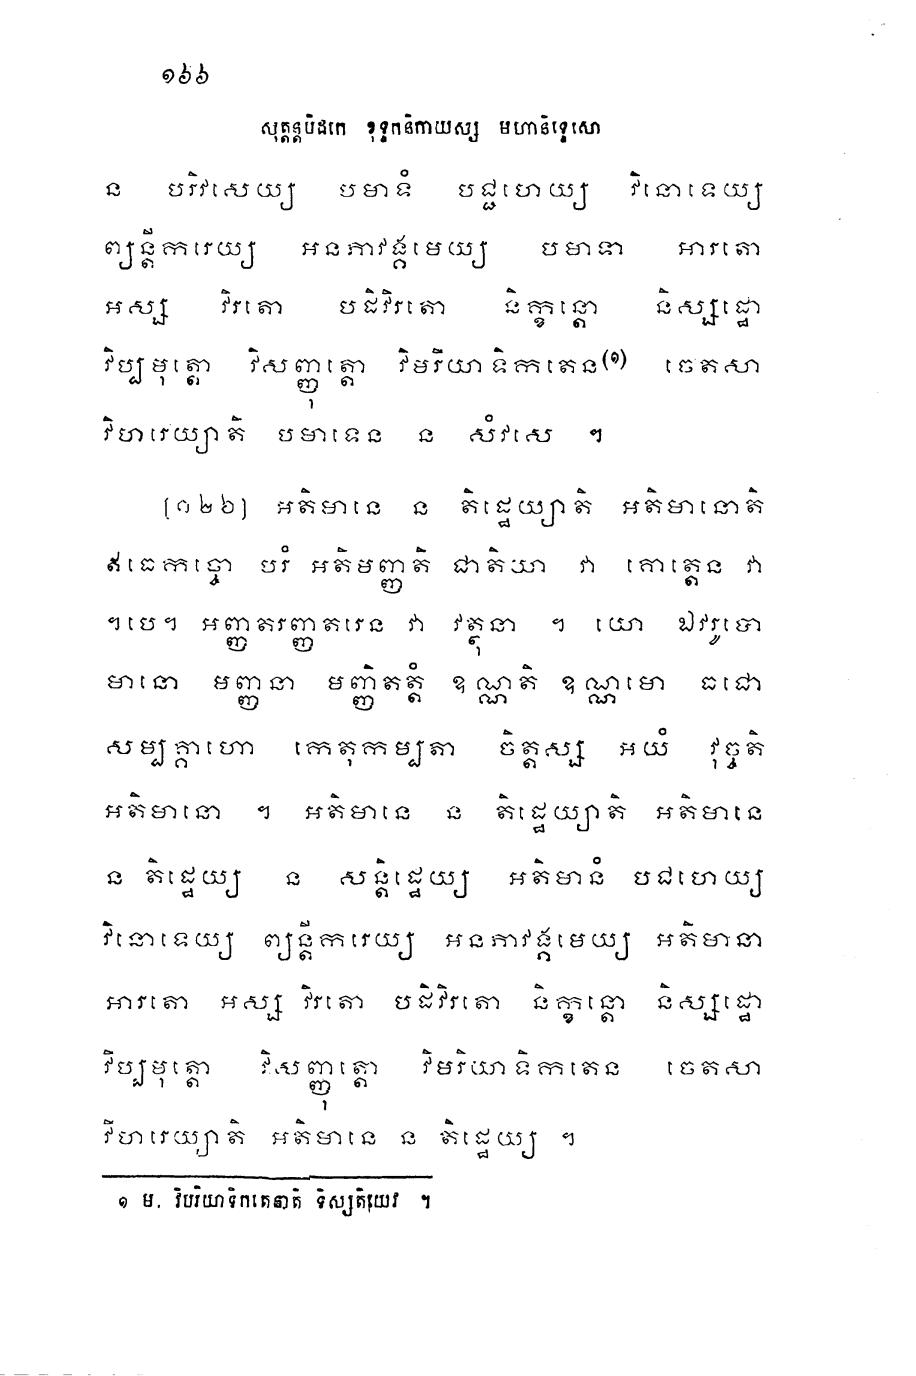 ១៦៦
សុត្តន្តបិដកេ ខុទ្ទកនិកាយស្ស មហានិទ្ទេសោ
ន បរិវសេយ្យ បមាទំ បជ្ជហេយ្យ វិនោទេយ្យ
ព្យន្តីករេយ្យ អនភាវង្គមេយ្យ បមាទា អារតោ
អស្ស វិរតោ បដិវិរតោ និក្ខន្តោ និស្សដ្ឋោ
វិប្បមុត្តោ វិសញ្ញុត្តោ វិមរិយាទិកតេន(១) ចេតសា
វិហរេយ្យាតិ បមាទេន ន សំវសេ ។
[១២៦] អតិមានេ ន តិដ្ឋេយ្យាតិ អតិមានោតិ
ឥធេកច្ចោ បរំ អតិមញ្ញតិ ជាតិយា វា គោត្តេន វា
។បេ។ អញ្ញតរញ្ញតរេន វា វត្ថុនា ។ យោ ឯវរូបោ
មានោ មញ្ញនា មញ្ញិតត្តំ ឧណ្ណតិ ឧណ្ណមោ ធជោ
សម្បគ្គាហោ កេតុកម្យតា ចិត្តស្ស អយំ វុច្ចតិ
អតិមានោ ។ អតិមានេ ន តិដ្ឋេយ្យាតិ អតិមានេ
ន តិដ្ឋេយ្យ ន សន្តិដ្ឋេយ្យ អតិមានំ បជហេយ្យ
វិនោទេយ្យ ព្យន្តីករេយ្យ អនភាវង្គមេយ្យ អតិមានា
អារតោ អស្ស វិរតោ បដិវិរតោ និក្ខន្តោ និស្សដ្ឋោ
វិប្បមុត្តោ វិសញ្ញុត្តោ វិមរិយាទិកតេន ចេតសា
វិហរេយ្យាតិ អតិមានេ ន តិដ្ឋេយ្យ ។
១ ម. វិបរិយាទិកតេនាតិ ទិស្សតិយេវ ។